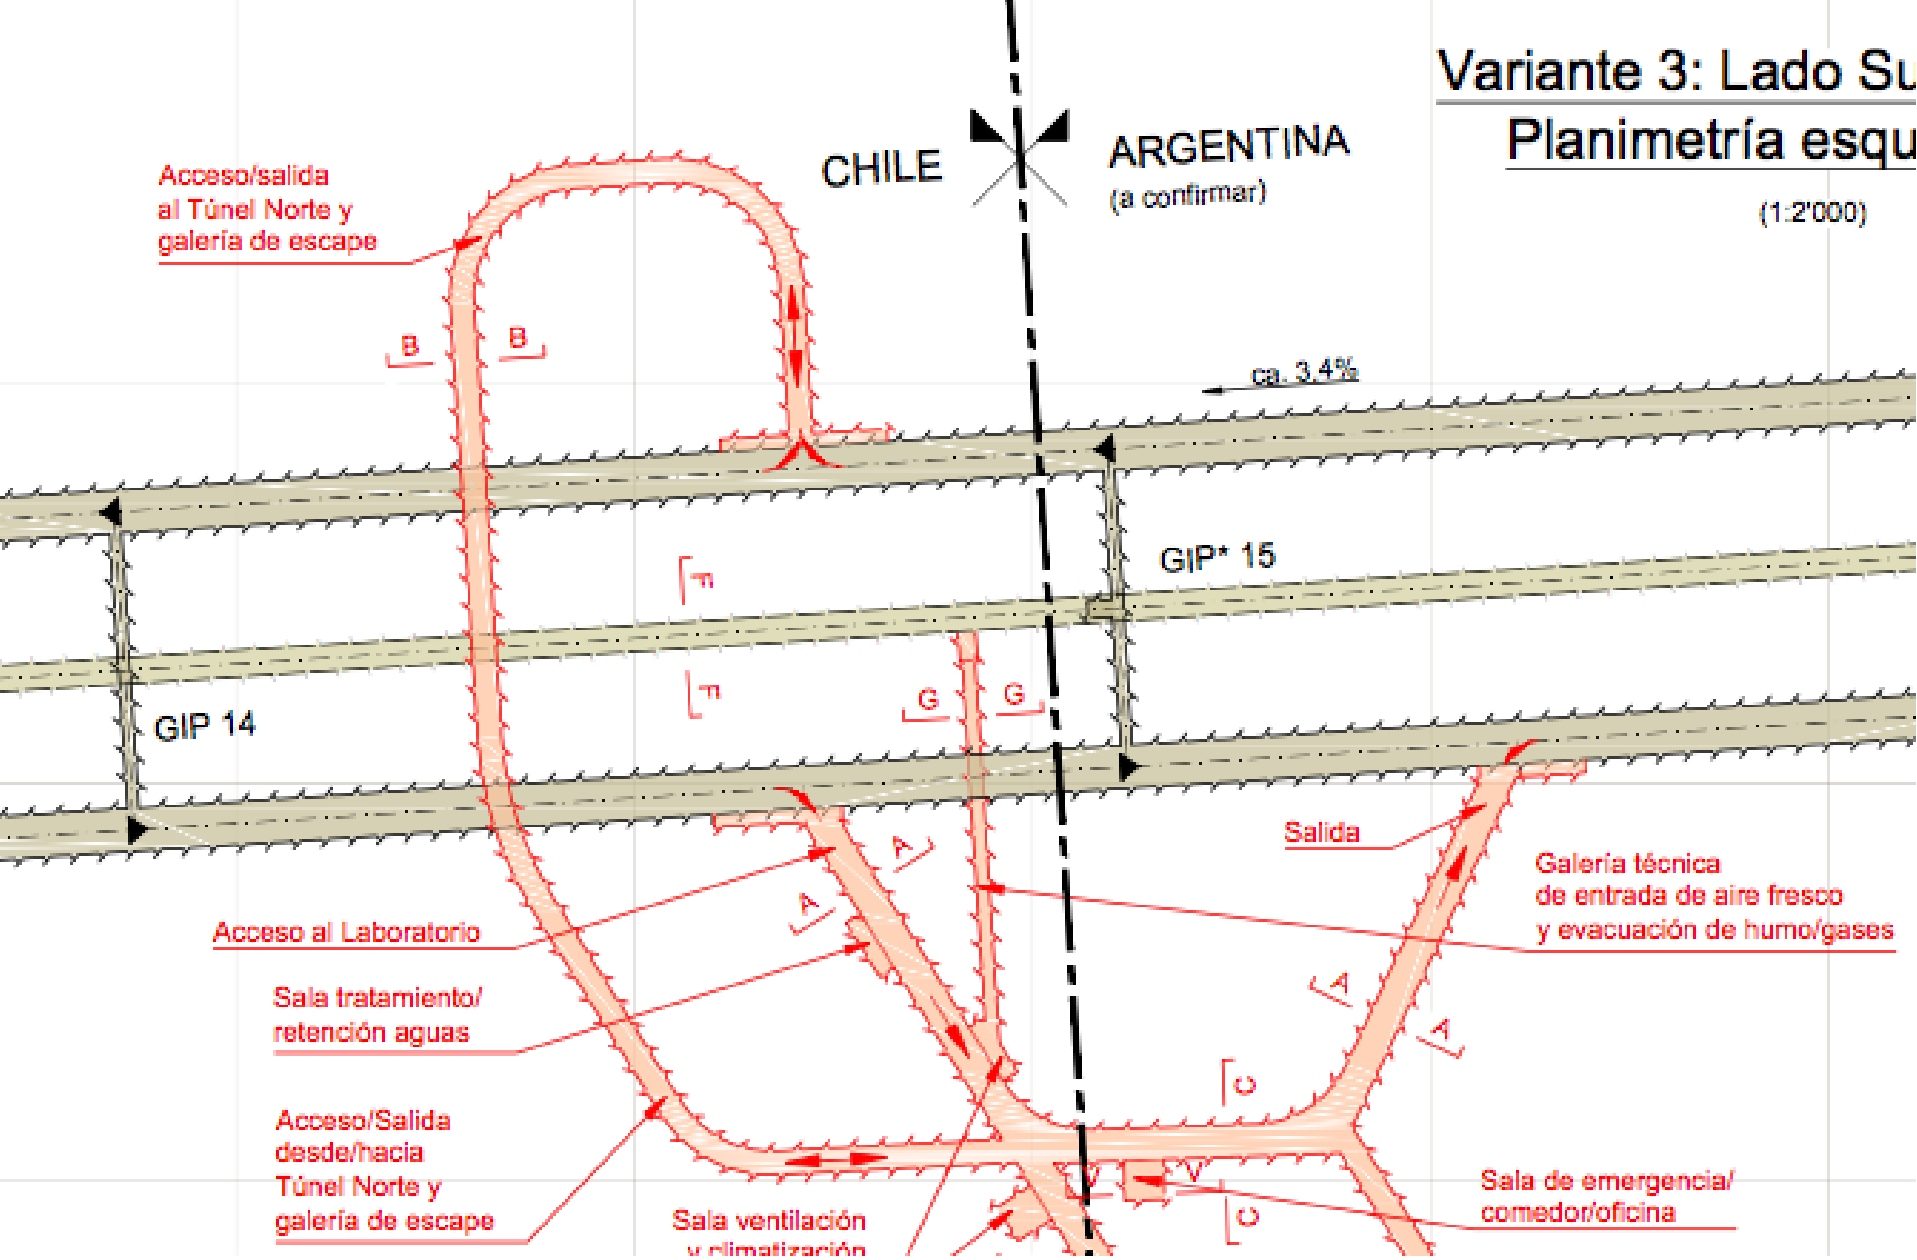 Variante 3: Lado Su
Planimetría esqu
(1:2'000)
CHILE
ARGENTINA
(a confirmar)
Acceso/salida
al Túnel Norte y
galería de escape
B
B
ca. 3.4%
F
GIP* 15
F
G
G
GIP 14
Salida
A
A
Galería técnica
de entrada de aire fresco
y evacuación de humo/gases
Acceso al Laboratorio
Sala tratamiento/
retención aguas
A
A
C
Acceso/Salida
desde/hacia
Túnel Norte y
galería de escape
V
V
C
Sala de emergencia/
comedor/oficina
Sala ventilación
y climatización